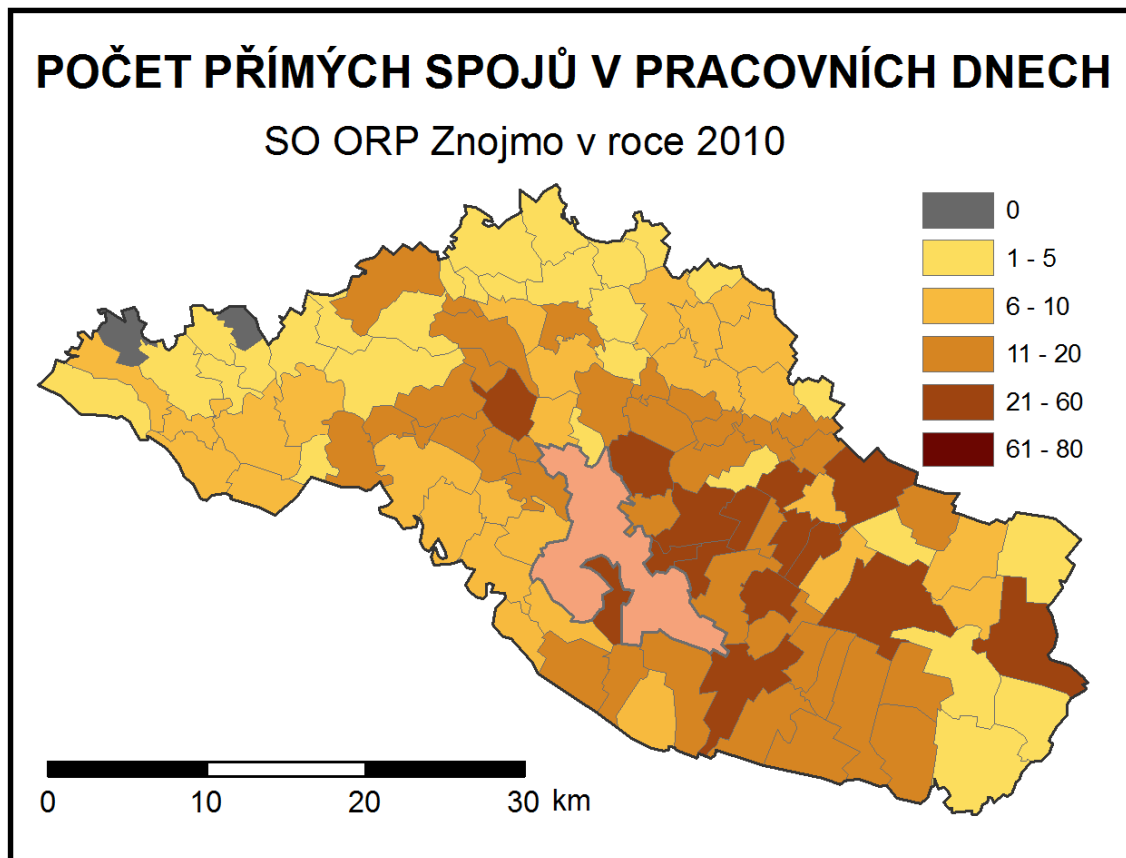 POČET PŘÍMÝCH SPOJŮ V PRACOVNÍCH DNECH
SO ORP Znojmo v roce 2010
0
1 - 5
6 - 10
11 - 20
21 - 60
61 - 80
0 10 20 30 km